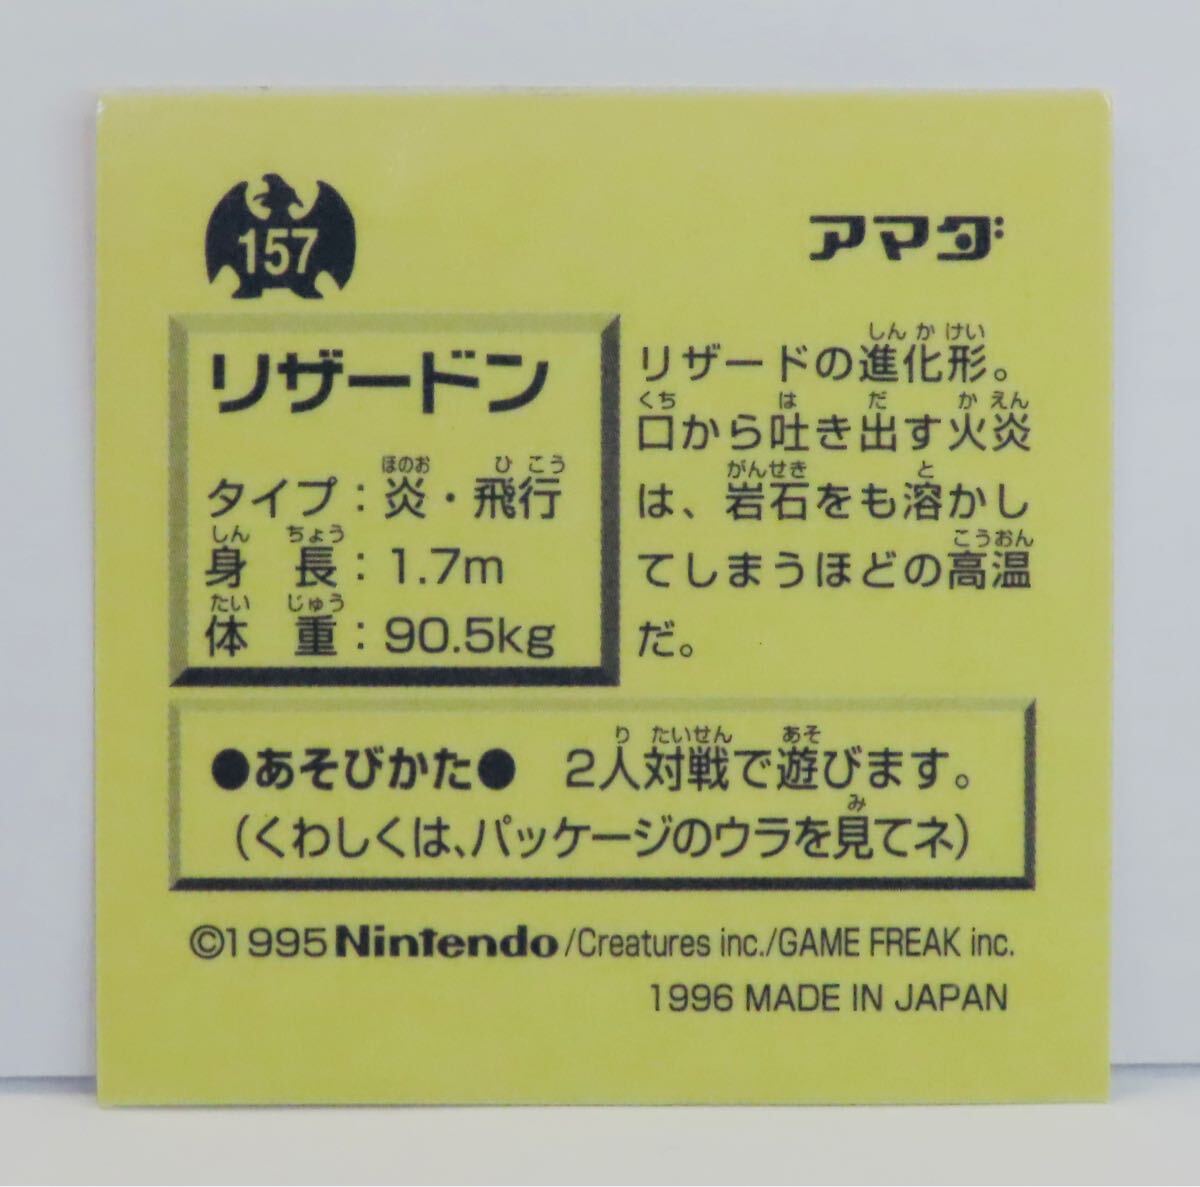 157
アマダ
リザードン
タイプ：炎・飛行
ほのお ひこう
身長：1.7m
しんちょう
体重：90.5kg
たいじゅう
リザードの進化形。
しんかけい
口から吐き出す火炎
くち は だ かえん
は、岩石をも溶かし
がんせき と
てしまうほどの高温
こうおん
だ。
●あそびかた● 2人対戦で遊びます。
り たいせん あそ
（くわしくは、パッケージのウラを見てネ）
み
©1995 Nintendo/Creatures inc./GAME FREAK inc.
1996 MADE IN JAPAN